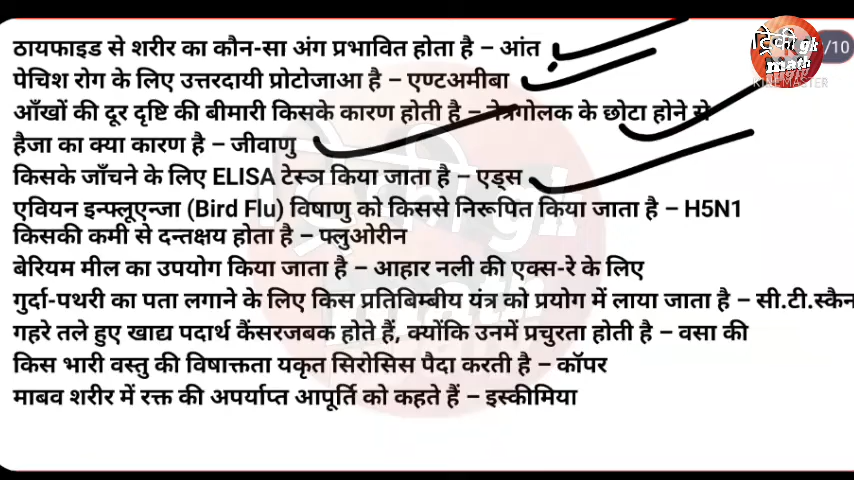 ट्रिकी gk
math
KINEMASTER
/10
ठायफाइड से शरीर का कौन-सा अंग प्रभावित होता है – आंत
पेचिश रोग के लिए उत्तरदायी प्रोटोजाआ है – एण्टअमीबा
आँखों की दूर दृष्टि की बीमारी किसके कारण होती है – नेत्रगोलक के छोटा होने से
हैजा का क्या कारण है – जीवाणु
किसके जाँचने के लिए ELISA टेस्ञ किया जाता है – एड्स
एवियन इन्फ्लूएन्जा (Bird Flu) विषाणु को किससे निरूपित किया जाता है – H5N1
किसकी कमी से दन्तक्षय होता है – फ्लुओरीन
बेरियम मील का उपयोग किया जाता है – आहार नली की एक्स-रे के लिए
गुर्दा-पथरी का पता लगाने के लिए किस प्रतिबिम्बीय यंत्र को प्रयोग में लाया जाता है – सी.टी.स्कैन
गहरे तले हुए खाद्य पदार्थ कैंसरजबक होते हैं, क्योंकि उनमें प्रचुरता होती है – वसा की
किस भारी वस्तु की विषाक्तता यकृत सिरोसिस पैदा करती है – कॉपर
माबव शरीर में रक्त की अपर्याप्त आपूर्ति को कहते हैं – इस्कीमिया